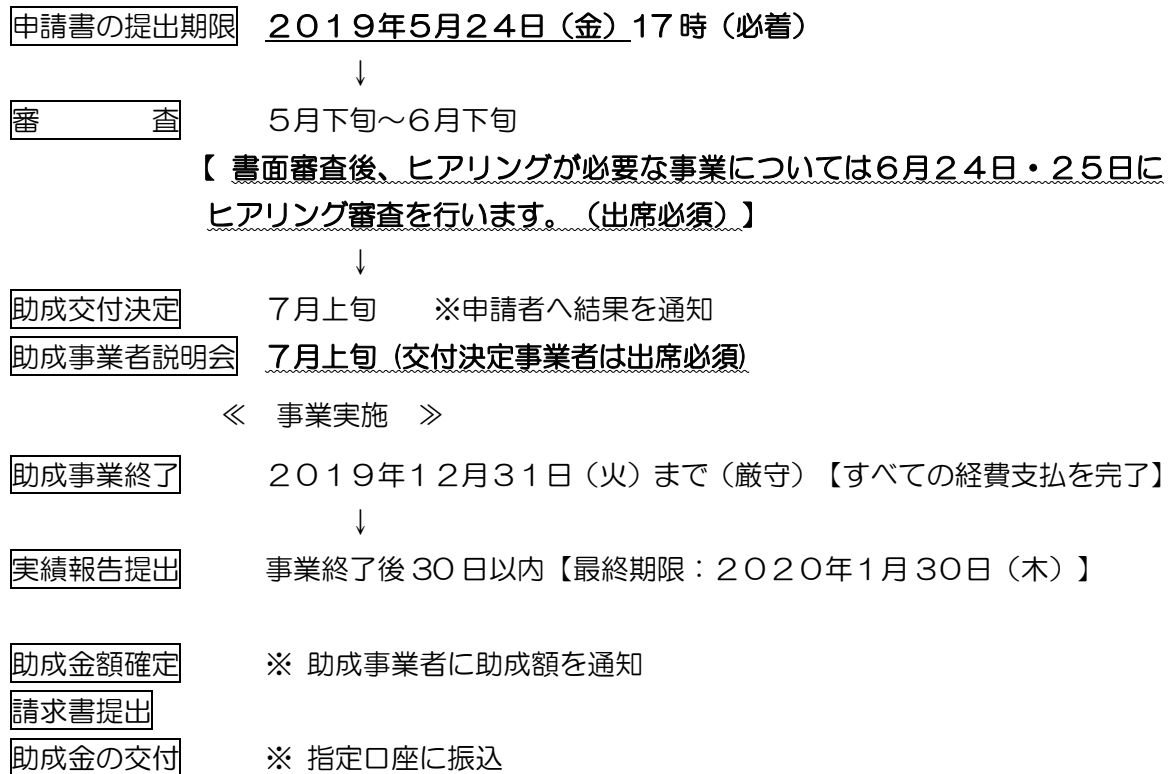 申請書の提出期限 2019年5月24日（金）17時（必着）
↓
審 査 5月下旬～6月下旬
【 書面審査後、ヒアリングが必要な事業については6月24日・25日に
ヒアリング審査を行います。（出席必須）】
↓
助成交付決定 7月上旬 ※申請者へ結果を通知
助成事業者説明会 7月上旬（交付決定事業者は出席必須）
≪ 事業実施 ≫
助成事業終了 2019年12月31日（火）まで（厳守）【すべての経費支払を完了】
↓
実績報告提出 事業終了後30日以内【最終期限：2020年1月30日（木）】
助成金額確定 ※ 助成事業者に助成額を通知
請求書提出
助成金の交付 ※ 指定口座に振込